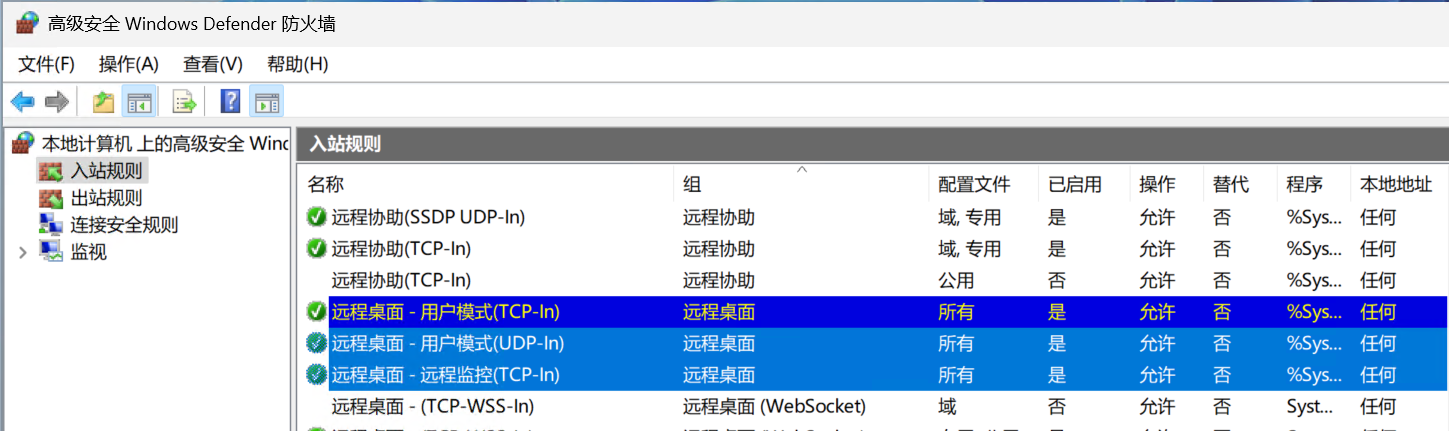 高级安全 Windows Defender 防火墙
文件(F) 操作(A) 查看(V) 帮助(H)
本地计算机 上的高级安全 Wind
入站规则
出站规则
连接安全规则
监视
入站规则
名称 组 配置文件 已启用 操作 替代 程序 本地地址
远程协助(SSDP UDP-In) 远程协助 域, 专用 是 允许 否 %Sys... 任何
远程协助(TCP-In) 远程协助 域, 专用 是 允许 否 %Sys... 任何
远程协助(TCP-In) 远程协助 公用 否 允许 否 %Sys... 任何
远程桌面 - 用户模式(TCP-In) 远程桌面 所有 是 允许 否 %Sys... 任何
远程桌面 - 用户模式(UDP-In) 远程桌面 所有 是 允许 否 %Sys... 任何
远程桌面 - 远程监控(TCP-In) 远程桌面 所有 是 允许 否 %Sys... 任何
远程桌面 - (TCP-WSS-In) 远程桌面 (WebSocket) 域 否 允许 否 Syst... 任何